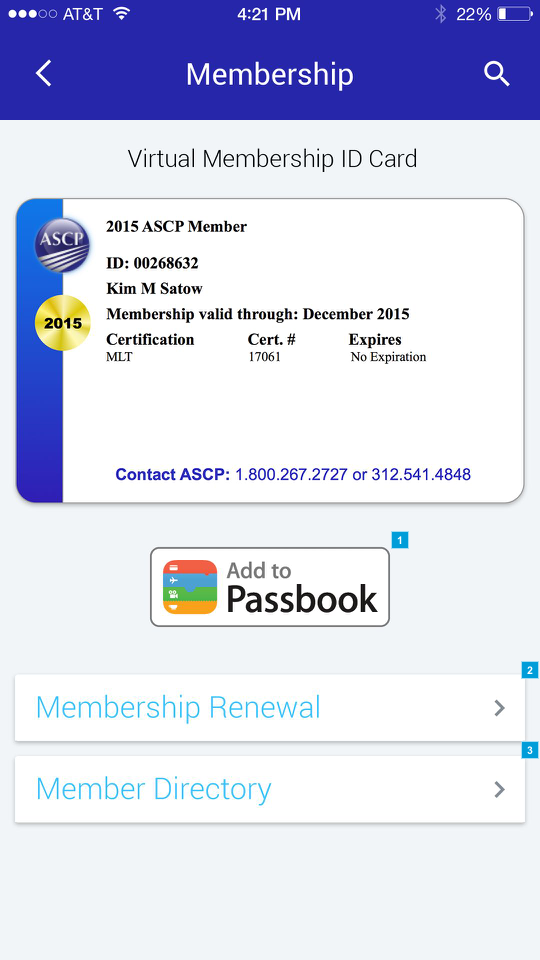 AT&T 4:21 PM 22%
Membership
Virtual Membership ID Card
ASCP
2015 ASCP Member
ID: 00268632
Kim M Satow
2015
Membership valid through: December 2015
Certification Cert. # Expires
MLT 17061 No Expiration
Contact ASCP: 1.800.267.2727 or 312.541.4848
1
Add to
Passbook
2
Membership Renewal
3
Member Directory